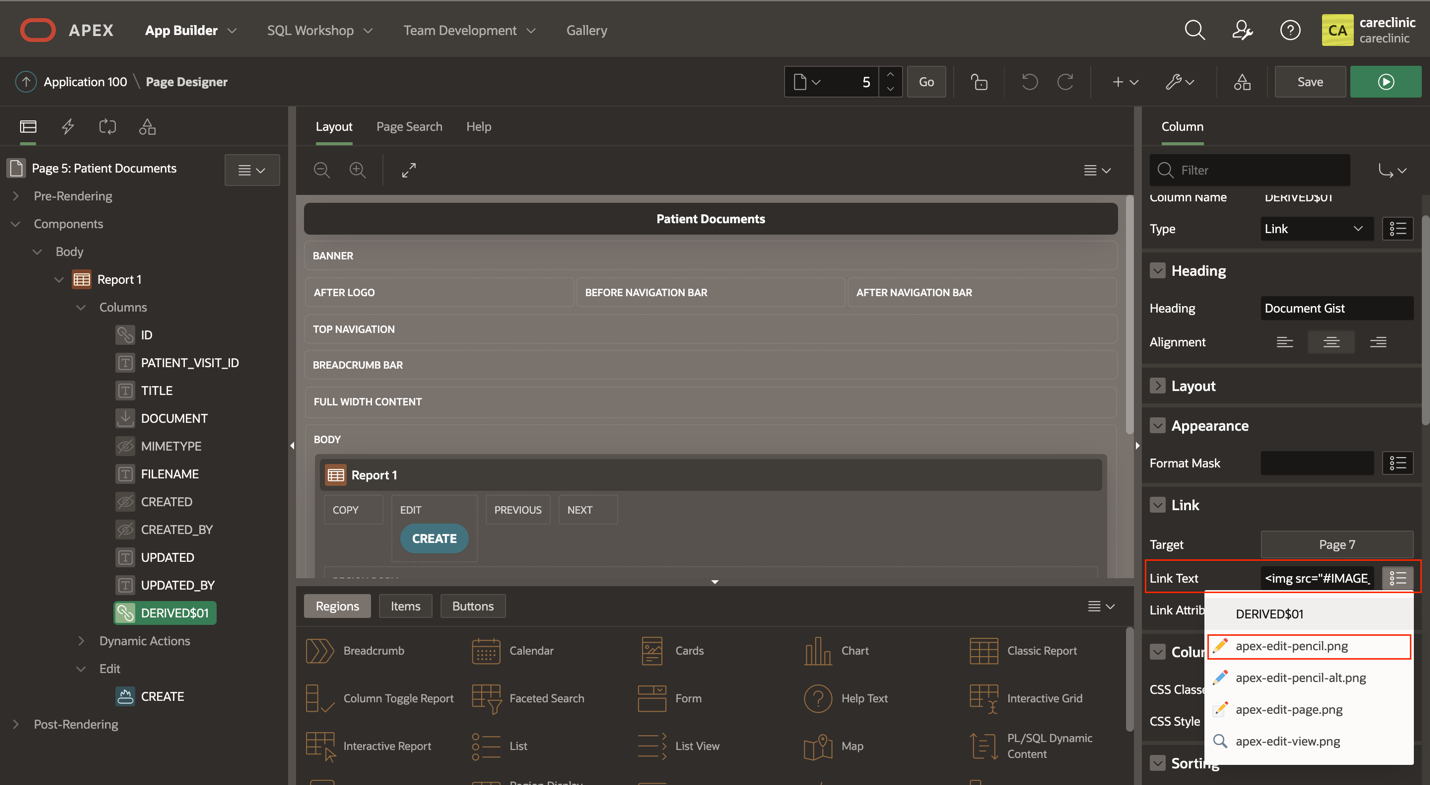 APEX App Builder SQL Workshop Team Development Gallery CA careclinic
careclinic
Application 100 \ Page Designer 5 Go Save
Page 5: Patient Documents
Pre-Rendering
Components
Body
Report 1
Columns
ID
PATIENT_VISIT_ID
TITLE
DOCUMENT
MIMETYPE
FILENAME
CREATED
CREATED_BY
UPDATED
UPDATED_BY
DERIVED$01
Dynamic Actions
Edit
CREATE
Post-Rendering
Layout Page Search Help
Patient Documents
BANNER
AFTER LOGO BEFORE NAVIGATION BAR AFTER NAVIGATION BAR
TOP NAVIGATION
BREADCRUMB BAR
FULL WIDTH CONTENT
BODY
Report 1
COPY EDIT PREVIOUS NEXT
CREATE
Regions Items Buttons
Breadcrumb Calendar Cards Chart Classic Report
Column Toggle Report Faceted Search Form Help Text Interactive Grid
Interactive Report List List View Map PL/SQL Dynamic
Content
Region Display
Column
Filter
Column Name DERIVED$01
Type Link
Heading
Heading Document Gist
Alignment
Layout
Appearance
Format Mask
Link
Target Page 7
Link Text <img src="#IMAGE_
Link Attrib
DERIVED$01
apex-edit-pencil.png
Colu
apex-edit-pencil-alt.png
CSS Classe
apex-edit-page.png
CSS Style
apex-edit-view.png
Sorting